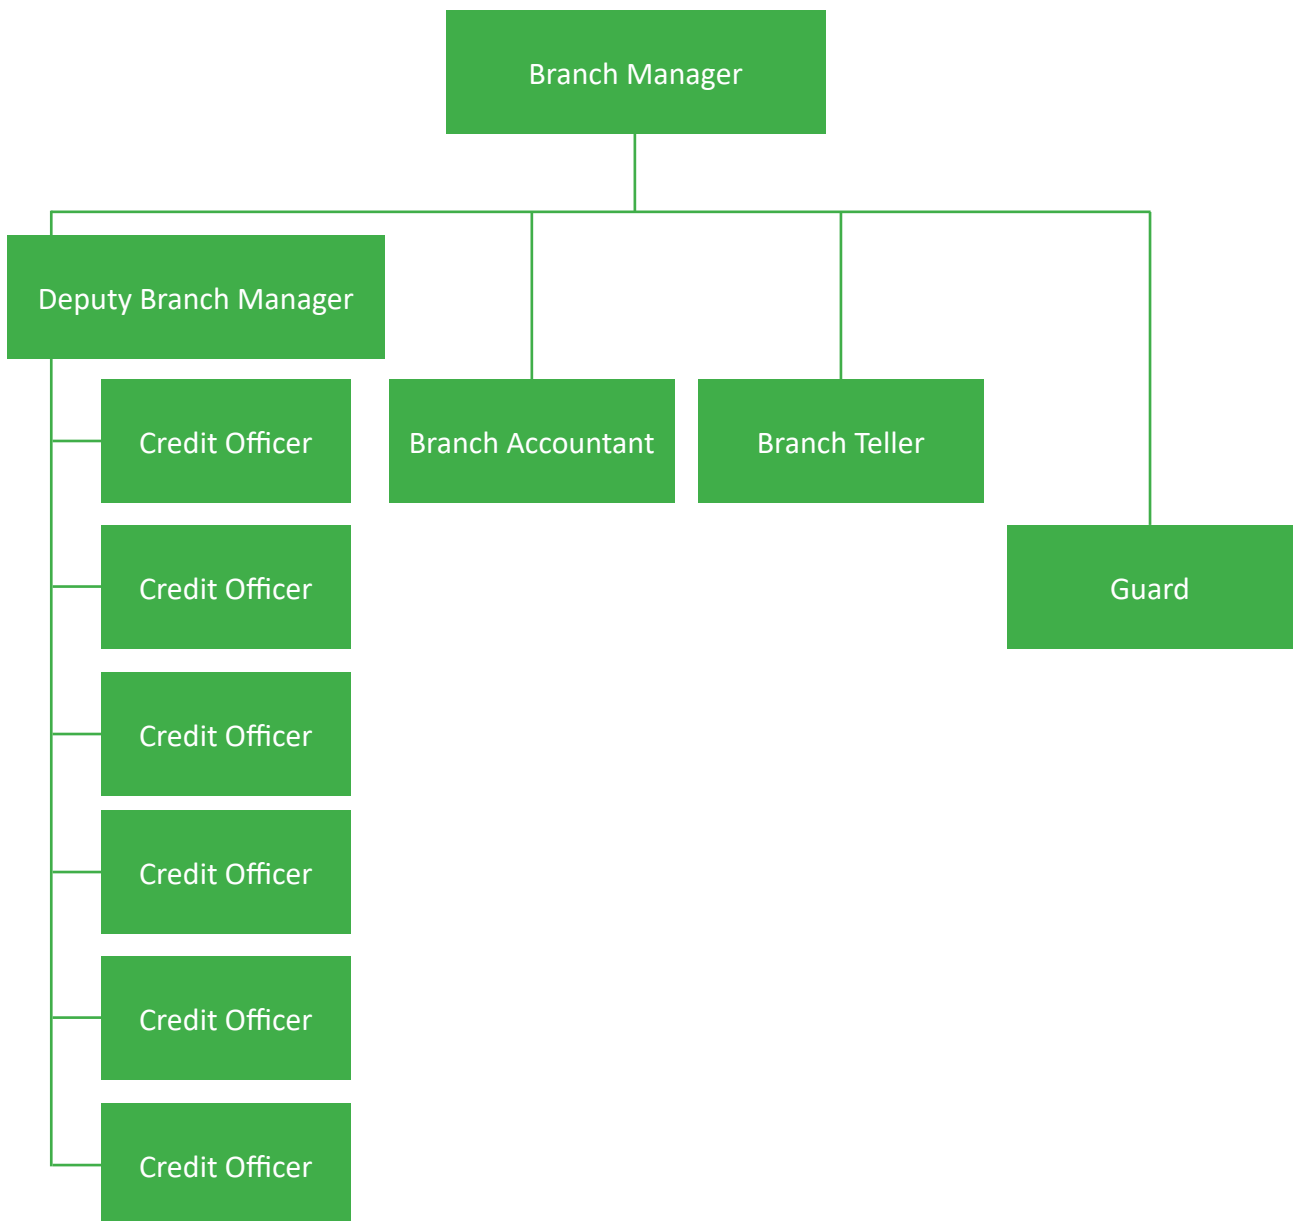 Branch Manager
Deputy Branch Manager
Credit Officer
Branch Accountant
Branch Teller
Credit Officer
Guard
Credit Officer
Credit Officer
Credit Officer
Credit Officer